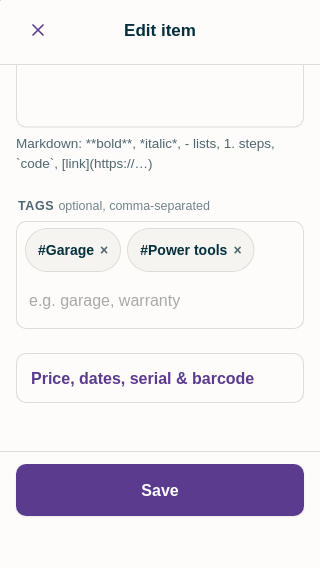 Edit item
Markdown: **bold**, *italic*, - lists, 1. steps,
`code`, [link](https://…)
TAGS optional, comma-separated
#Garage × #Power tools ×
e.g. garage, warranty
Price, dates, serial & barcode
Save